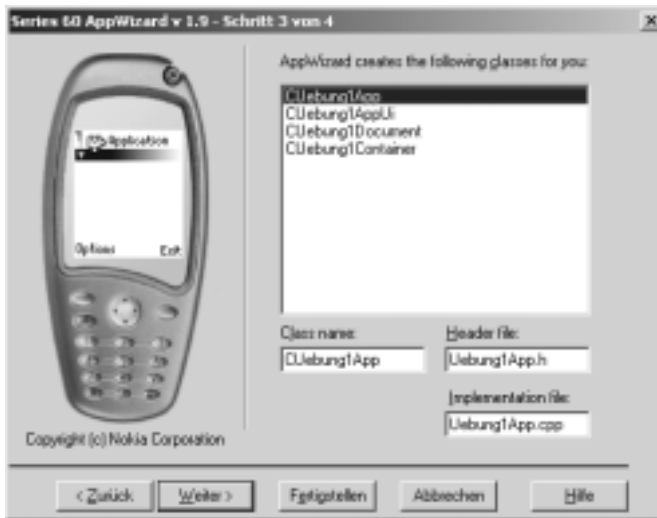 Series 60 AppWizard v 1.9 - Schritt 3 von 4
AppWizard creates the following glasses for you:
CUebung1App
CUebung1AppUi
CUebung1Document
CUebung1Container
Application
Options Exit
Class name: Header file:
CUebung1App Uebung1App.h
Implementation file:
Uebung1App.cpp
Copyright (c) Nokia Corporation
< Zurück Weiter > Fertigstellen Abbrechen Hilfe